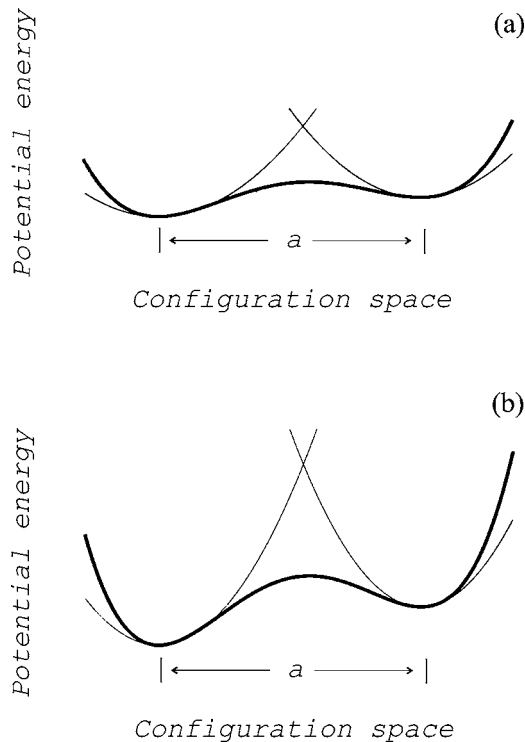 (a)
Potential energy
a
Configuration space
(b)
Potential energy
a
Configuration space